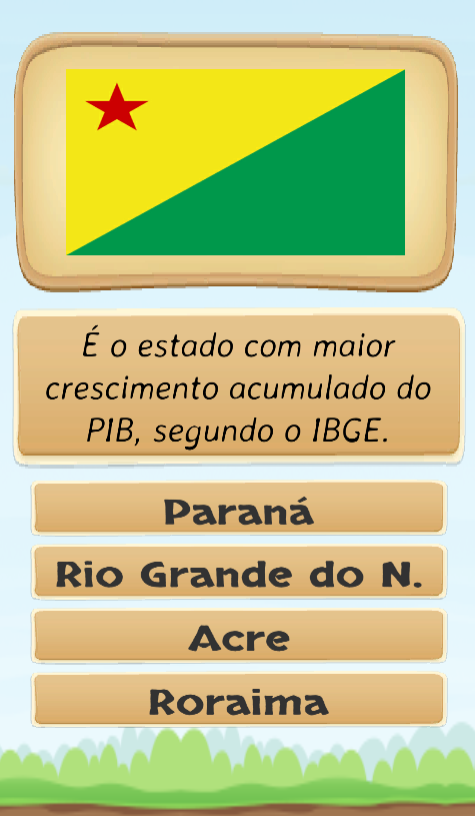 É o estado com maior
crescimento acumulado do
PIB, segundo o IBGE.
Paraná
Rio Grande do N.
Acre
Roraima